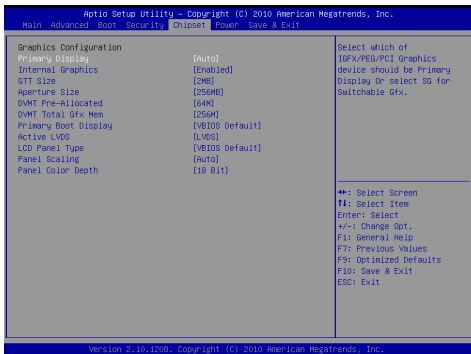 Aptio Setup Utility – Copyright (C) 2010 American Megatrends, Inc.
Main Advanced Boot Security Chipset Power Save & Exit
Graphics Configuration
Primary Display [Auto]
Internal Graphics [Enabled]
GTT Size [2MB]
Aperture Size [256MB]
DVMT Pre-Allocated [64M]
DVMT Total Gfx Mem [256M]
Primary Boot Display [VBIOS Default]
Active LVDS [LVDS]
LCD Panel Type [VBIOS Default]
Panel Scaling [Auto]
Panel Color Depth [18 Bit]
Select which of
IGFX/PEG/PCI Graphics
device should be Primary
Display Or select SG for
Switchable Gfx.
→←: Select Screen
↑↓: Select Item
Enter: Select
+/-: Change Opt.
F1: General Help
F7: Previous Values
F9: Optimized Defaults
F10: Save & Exit
ESC: Exit
Version 2.10.1208. Copyright (C) 2010 American Megatrends, Inc.